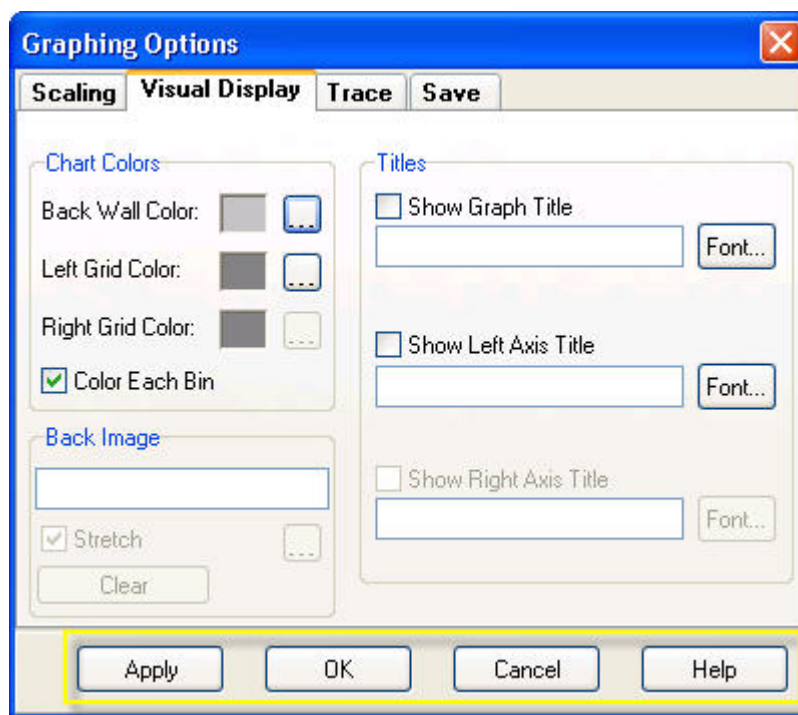 Graphing Options
Scaling Visual Display Trace Save
Chart Colors
Back Wall Color: ...
Left Grid Color: ...
Right Grid Color: ...
Color Each Bin
Back Image
Stretch ...
Clear
Titles
Show Graph Title
Font...
Show Left Axis Title
Font...
Show Right Axis Title
Font...
Apply OK Cancel Help